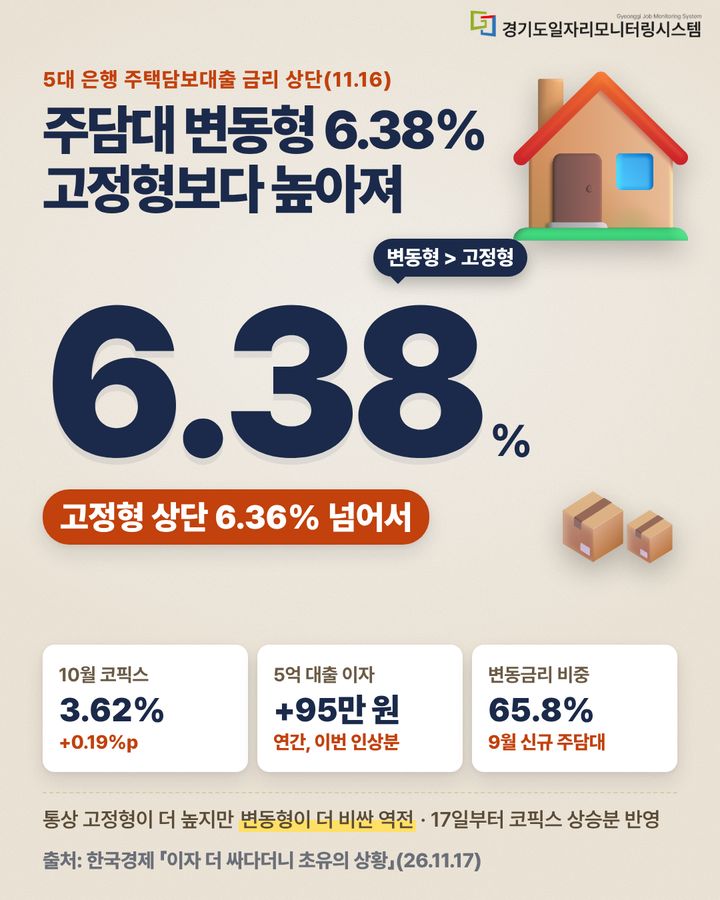 Gyeonggi Job Monitoring System
경기도일자리모니터링시스템
5대 은행 주택담보대출 금리 상단(11.16)
주담대 변동형 6.38%
고정형보다 높아져
변동형 > 고정형
6.38%
고정형 상단 6.36% 넘어서
10월 코픽스
3.62%
+0.19%p
5억 대출 이자
+95만 원
연간, 이번 인상분
변동금리 비중
65.8%
9월 신규 주담대
통상 고정형이 더 높지만 변동형이 더 비싼 역전 · 17일부터 코픽스 상승분 반영
출처: 한국경제 「이자 더 싸다더니 초유의 상황」(26.11.17)